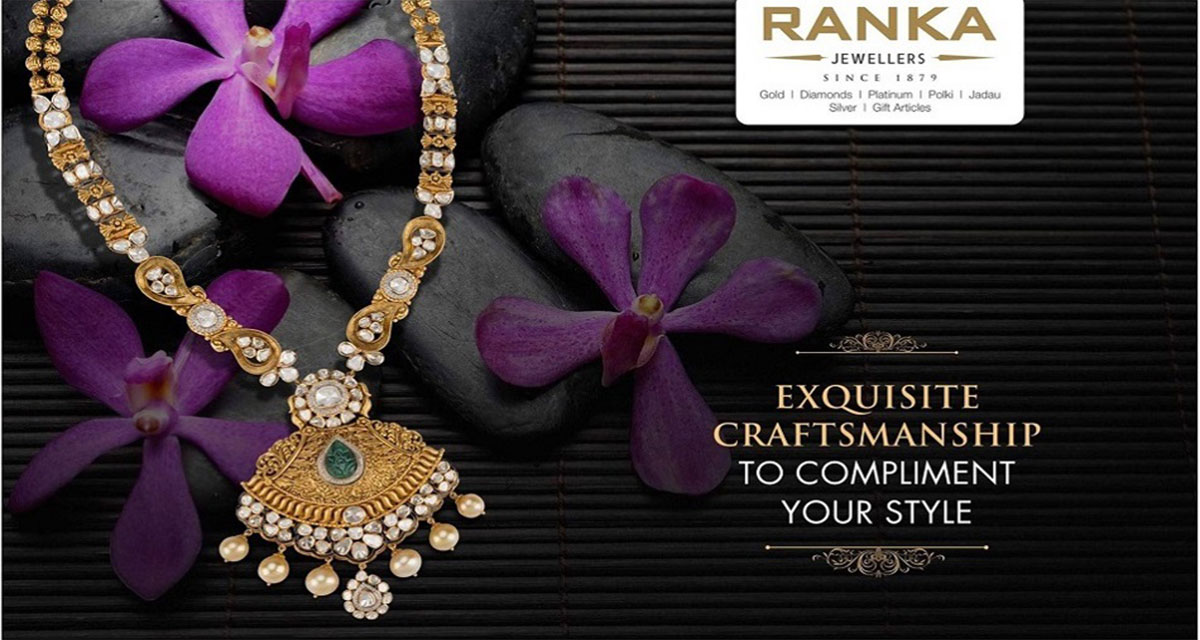 RANKA
JEWELLERS
SINCE 1879
Gold | Diamonds | Platinum | Polki | Jadau
Silver | Gift Articles
EXQUISITE
CRAFTSMANSHIP
TO COMPLIMENT
YOUR STYLE